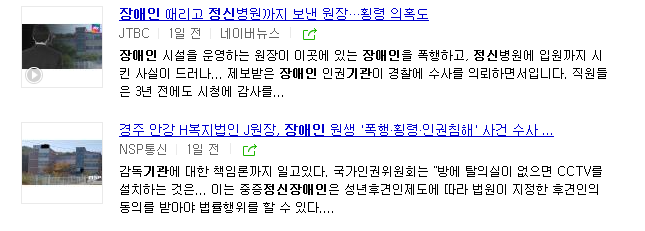 장애인 때리고 정신병원까지 보낸 원장…횡령 의혹도
JTBC 1일 전 네이버뉴스
장애인 시설을 운영하는 원장이 이곳에 있는 장애인을 폭행하고, 정신병원에 입원까지 시
킨 사실이 드러나... 제보받은 장애인 인권기관이 경찰에 수사를 의뢰하면서입니다. 직원들
은 3년 전에도 시청에 감사를...
경주 안강 H복지법인 J원장, 장애인 원생 '폭행·횡령·인권침해' 사건 수사 ...
NSP통신 1일 전
감독기관에 대한 책임론까지 일고있다. 국가인권위원회는 "방에 탈의실이 없으면 CCTV를
설치하는 것은... 이는 중증정신장애인은 성년후견인제도에 따라 법원이 지정한 후견인의
동의를 받아야 법률행위를 할 수 있다....